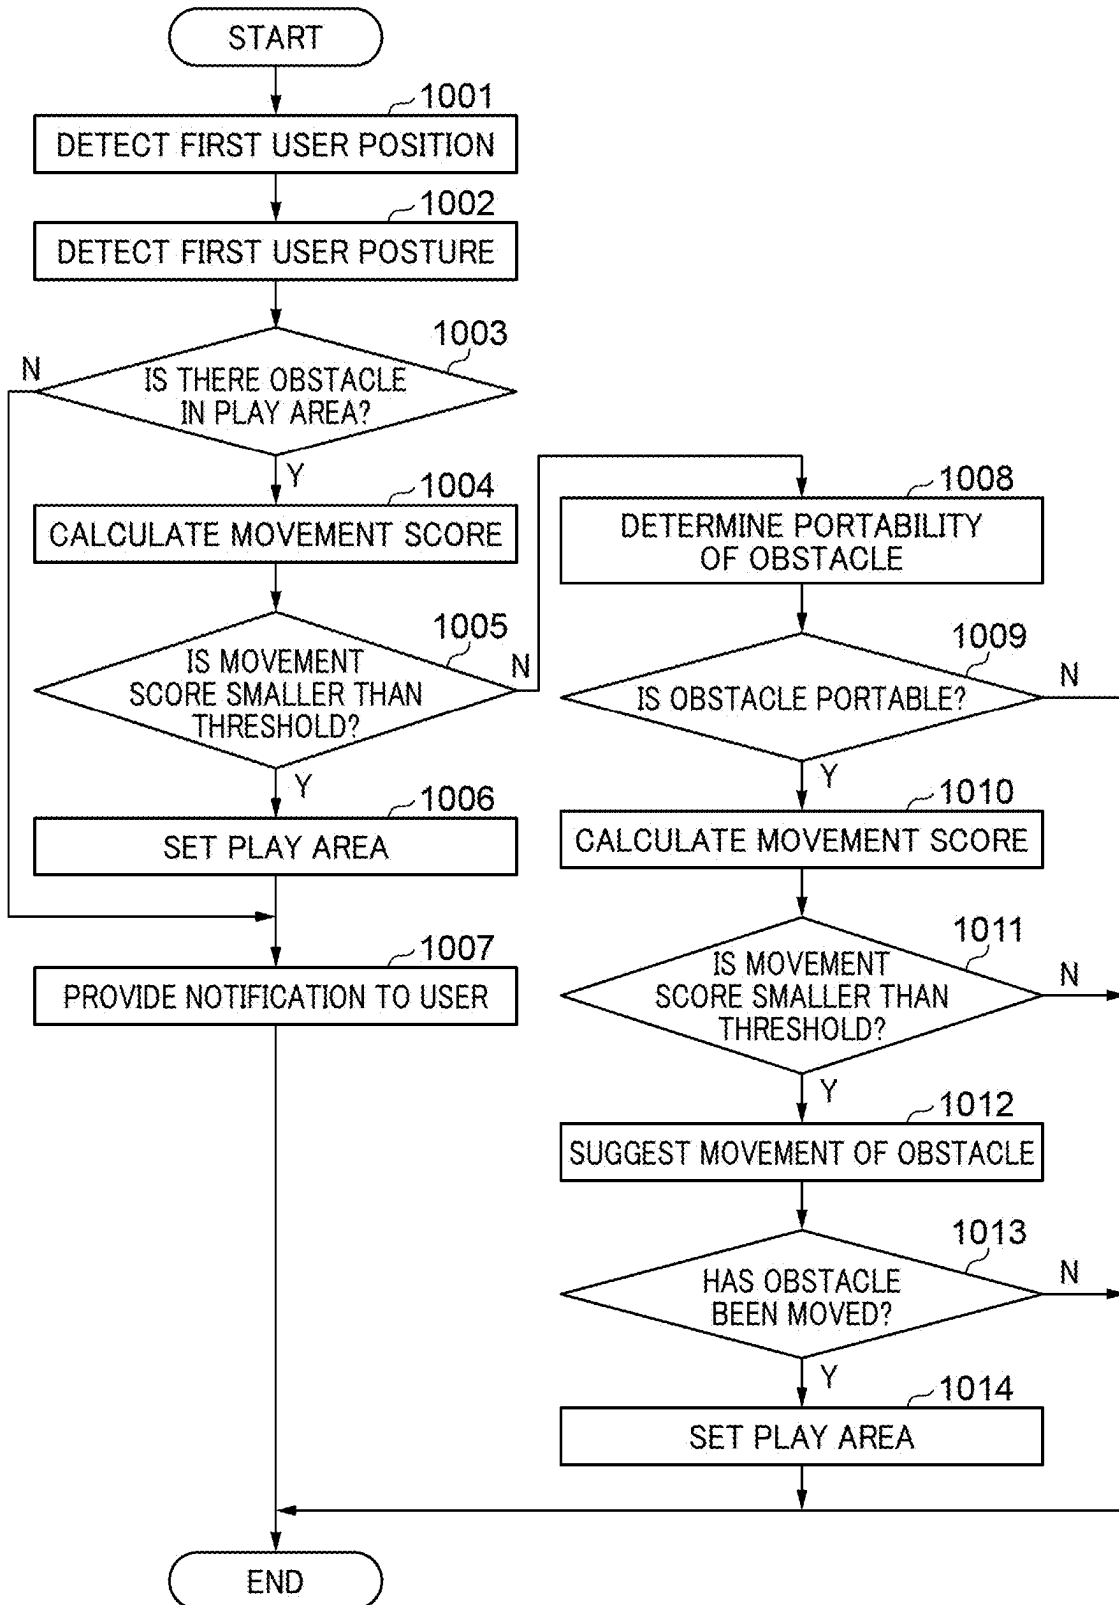 START
1001
DETECT FIRST USER POSITION
1002
DETECT FIRST USER POSTURE
1003
N
IS THERE OBSTACLE
IN PLAY AREA?
Y
1004
CALCULATE MOVEMENT SCORE
1005
IS MOVEMENT
SCORE SMALLER THAN
THRESHOLD?
N
Y
1006
SET PLAY AREA
1007
PROVIDE NOTIFICATION TO USER
1008
DETERMINE PORTABILITY
OF OBSTACLE
1009
IS OBSTACLE PORTABLE?
N
Y
1010
CALCULATE MOVEMENT SCORE
1011
IS MOVEMENT
SCORE SMALLER THAN
THRESHOLD?
N
Y
1012
SUGGEST MOVEMENT OF OBSTACLE
1013
HAS OBSTACLE
BEEN MOVED?
N
Y
1014
SET PLAY AREA
END